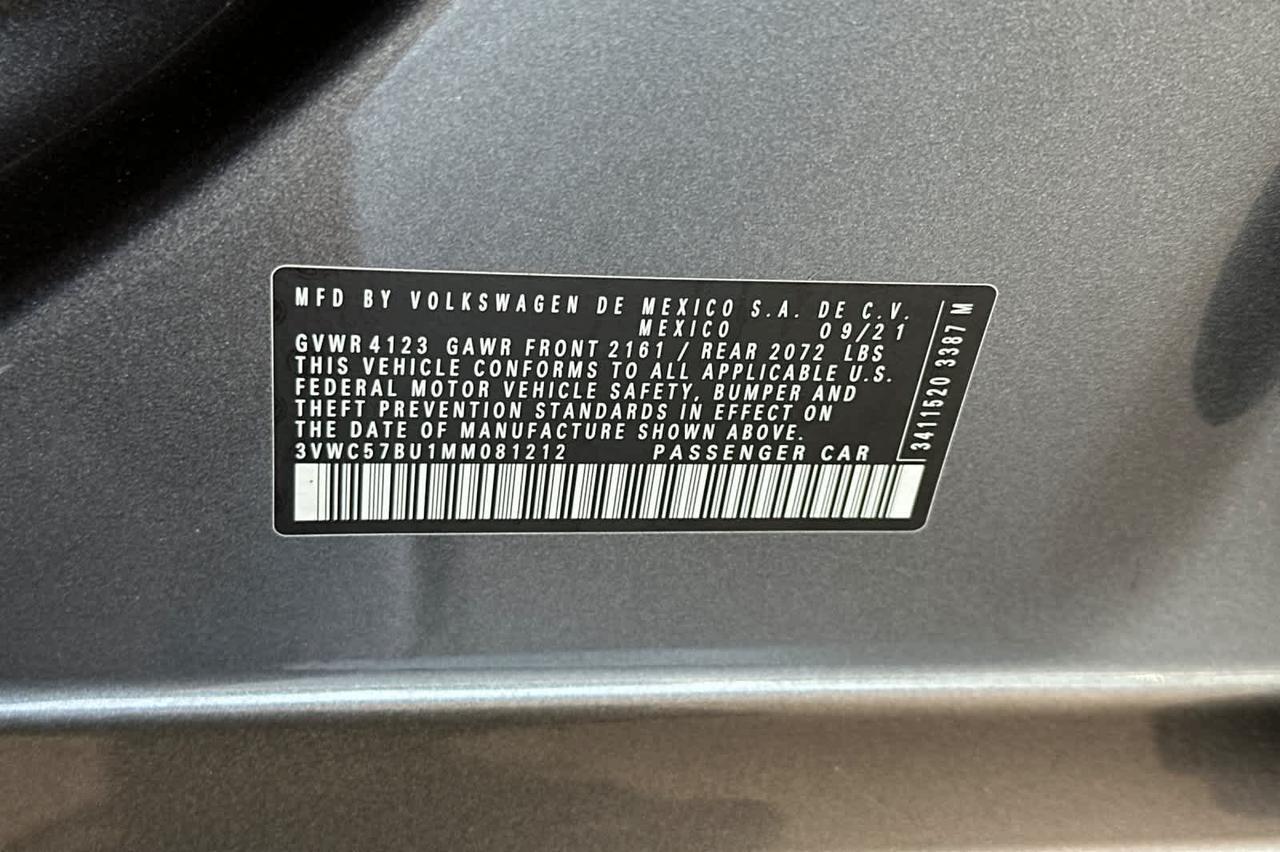 MFD BY VOLKSWAGEN DE MEXICO S.A. DE C.V.
MEXICO 09/21
GVWR 4123 GAWR FRONT 2161 / REAR 2072 LBS
THIS VEHICLE CONFORMS TO ALL APPLICABLE U.S.
FEDERAL MOTOR VEHICLE SAFETY, BUMPER AND
THEFT PREVENTION STANDARDS IN EFFECT ON
THE DATE OF MANUFACTURE SHOWN ABOVE.
3VWC57BU1MM081212 PASSENGER CAR
3411520 3387 M